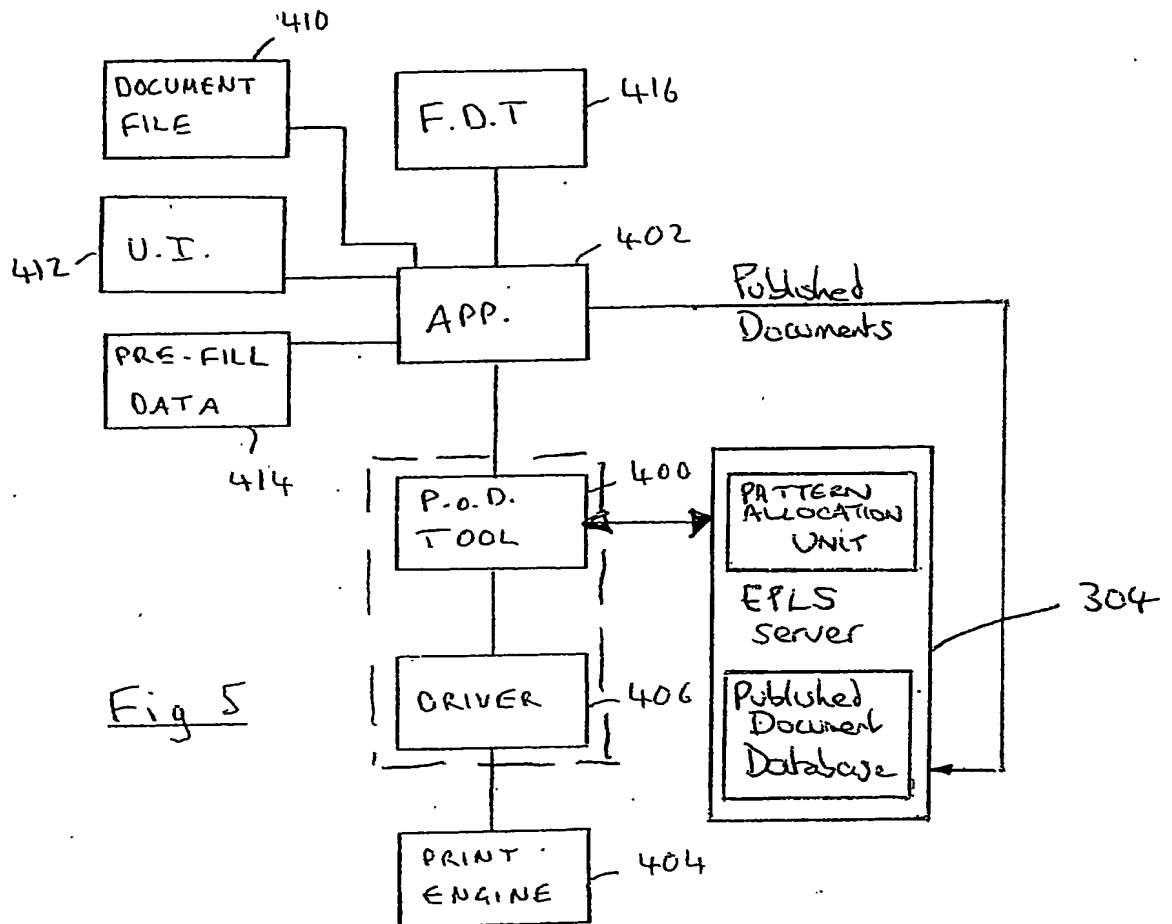 410
DOCUMENT
FILE
F.D.T
416
U.I.
412
402
APP.
Published
Documents
PRE-FILL
DATA
414
400
P.O.D.
TOOL
PATTERN
ALLOCATION
UNIT
EPLS
server
304
Fig 5
DRIVER
406
Published
Document
Database
PRINT
ENGINE
404